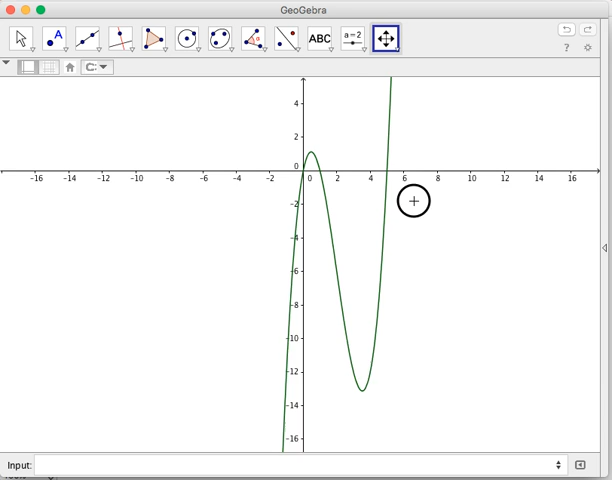 GeoGebra
A
α
ABC
a=2
?
C:
4
2
0
-2
-4
-6
-8
-10
-12
-14
-16
-16 -14 -12 -10 -8 -6 -4 -2 0 2 4 6 8 10 12 14 16
Input: